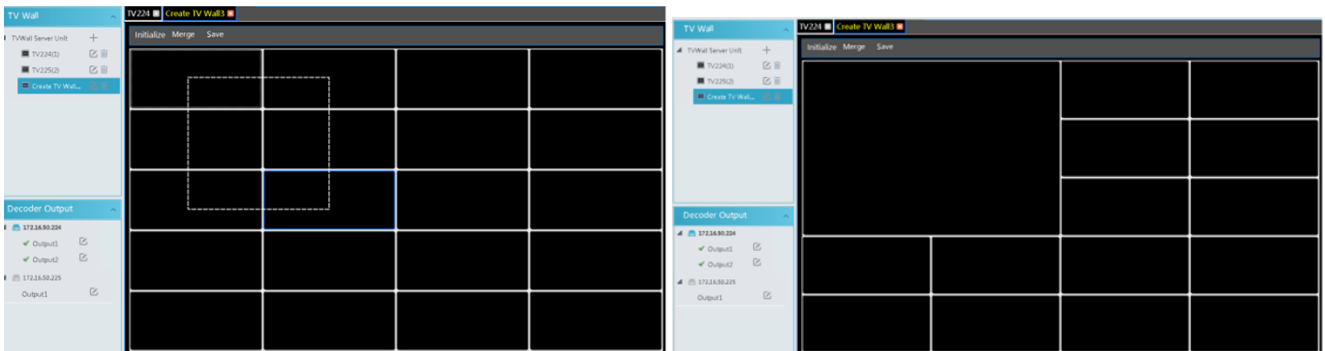 TV Wall
TV224 Create TV Wall3
TVWall Server Unit
Initialize Merge Save
TV224(1)
TV225(2)
Create TV Wal...
Decoder Output
172.16.50.224
Output1
Output2
172.16.50.225
Output1
TV Wall
TV224 Create TV Wall3
TVWall Server Unit
Initialize Merge Save
TV224(1)
TV225(2)
Create TV Wal...
Decoder Output
172.16.50.224
Output1
Output2
172.16.50.225
Output1